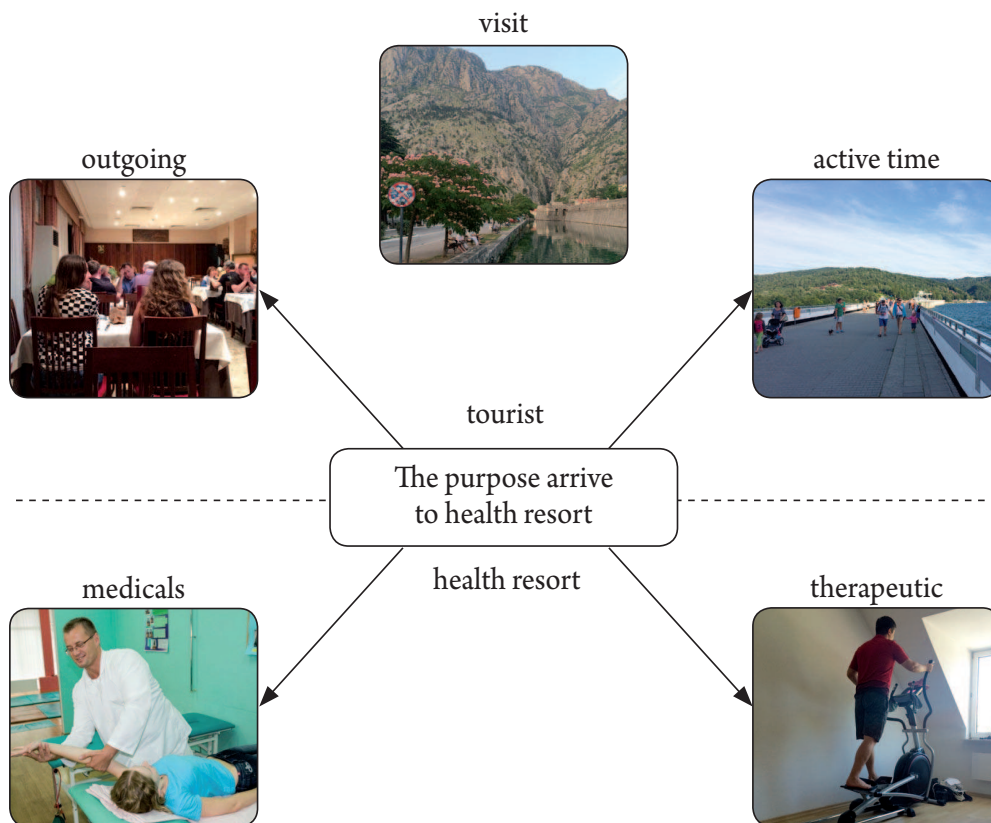 visit
outgoing
active time
tourist
The purpose arrive
to health resort
health resort
medicals
therapeutic